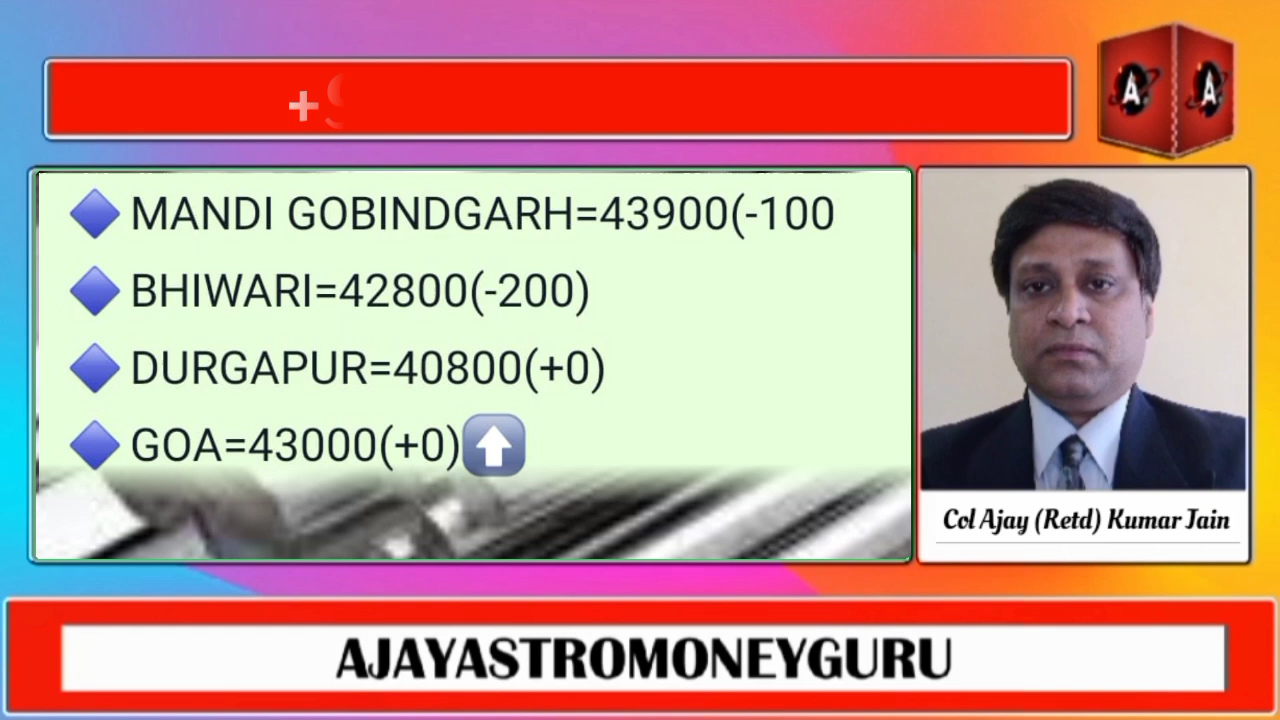 +9
MANDI GOBINDGARH=43900(-100
BHIWARI=42800(-200)
DURGAPUR=40800(+0)
GOA=43000(+0)
A A
Col Ajay (Retd) Kumar Jain
AJAYASTROMONEYGURU